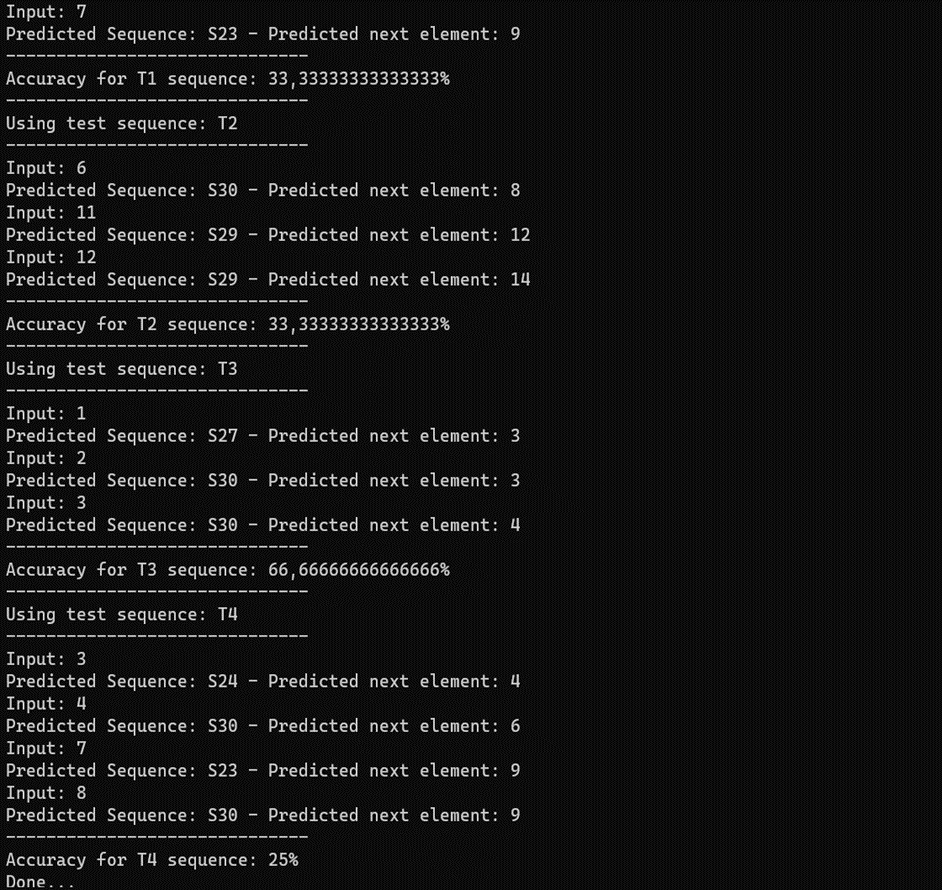 Input: 7
Predicted Sequence: S23 - Predicted next element: 9
------------------------------
Accuracy for T1 sequence: 33,33333333333333%
------------------------------
Using test sequence: T2
------------------------------
Input: 6
Predicted Sequence: S30 - Predicted next element: 8
Input: 11
Predicted Sequence: S29 - Predicted next element: 12
Input: 12
Predicted Sequence: S29 - Predicted next element: 14
------------------------------
Accuracy for T2 sequence: 33,33333333333333%
------------------------------
Using test sequence: T3
------------------------------
Input: 1
Predicted Sequence: S27 - Predicted next element: 3
Input: 2
Predicted Sequence: S30 - Predicted next element: 3
Input: 3
Predicted Sequence: S30 - Predicted next element: 4
------------------------------
Accuracy for T3 sequence: 66,66666666666666%
------------------------------
Using test sequence: T4
------------------------------
Input: 3
Predicted Sequence: S24 - Predicted next element: 4
Input: 4
Predicted Sequence: S30 - Predicted next element: 6
Input: 7
Predicted Sequence: S23 - Predicted next element: 9
Input: 8
Predicted Sequence: S30 - Predicted next element: 9
------------------------------
Accuracy for T4 sequence: 25%
Done...